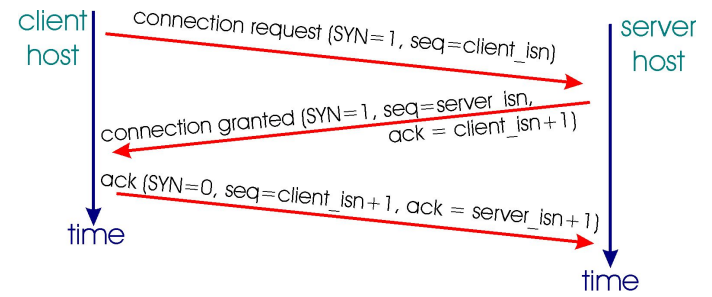 client
host
connection request (SYN=1, seq=client_isn)
server
host
connection granted (SYN=1, seq=server_isn,
ack = client_isn+1)
ack (SYN=0, seq=client_isn+1, ack = server_isn+1)
time
time